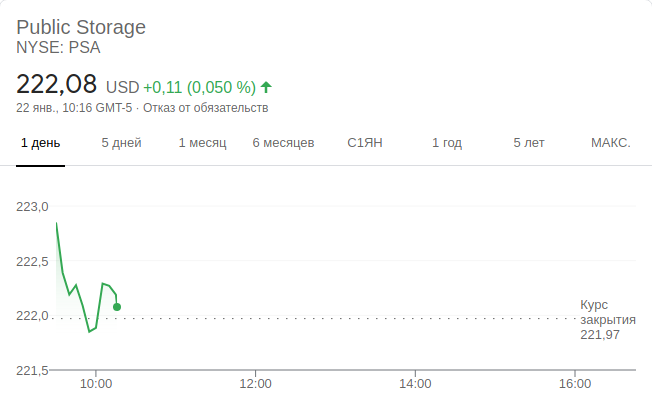 Public Storage
NYSE: PSA
222,08 USD +0,11 (0,050 %)
22 янв., 10:16 GMT-5 · Отказ от обязательств
1 день 5 дней 1 месяц 6 месяцев С1ЯН 1 год 5 лет МАКС.
223,0
222,5
222,0
221,5
Курс
закрытия
221,97
10:00 12:00 14:00 16:00